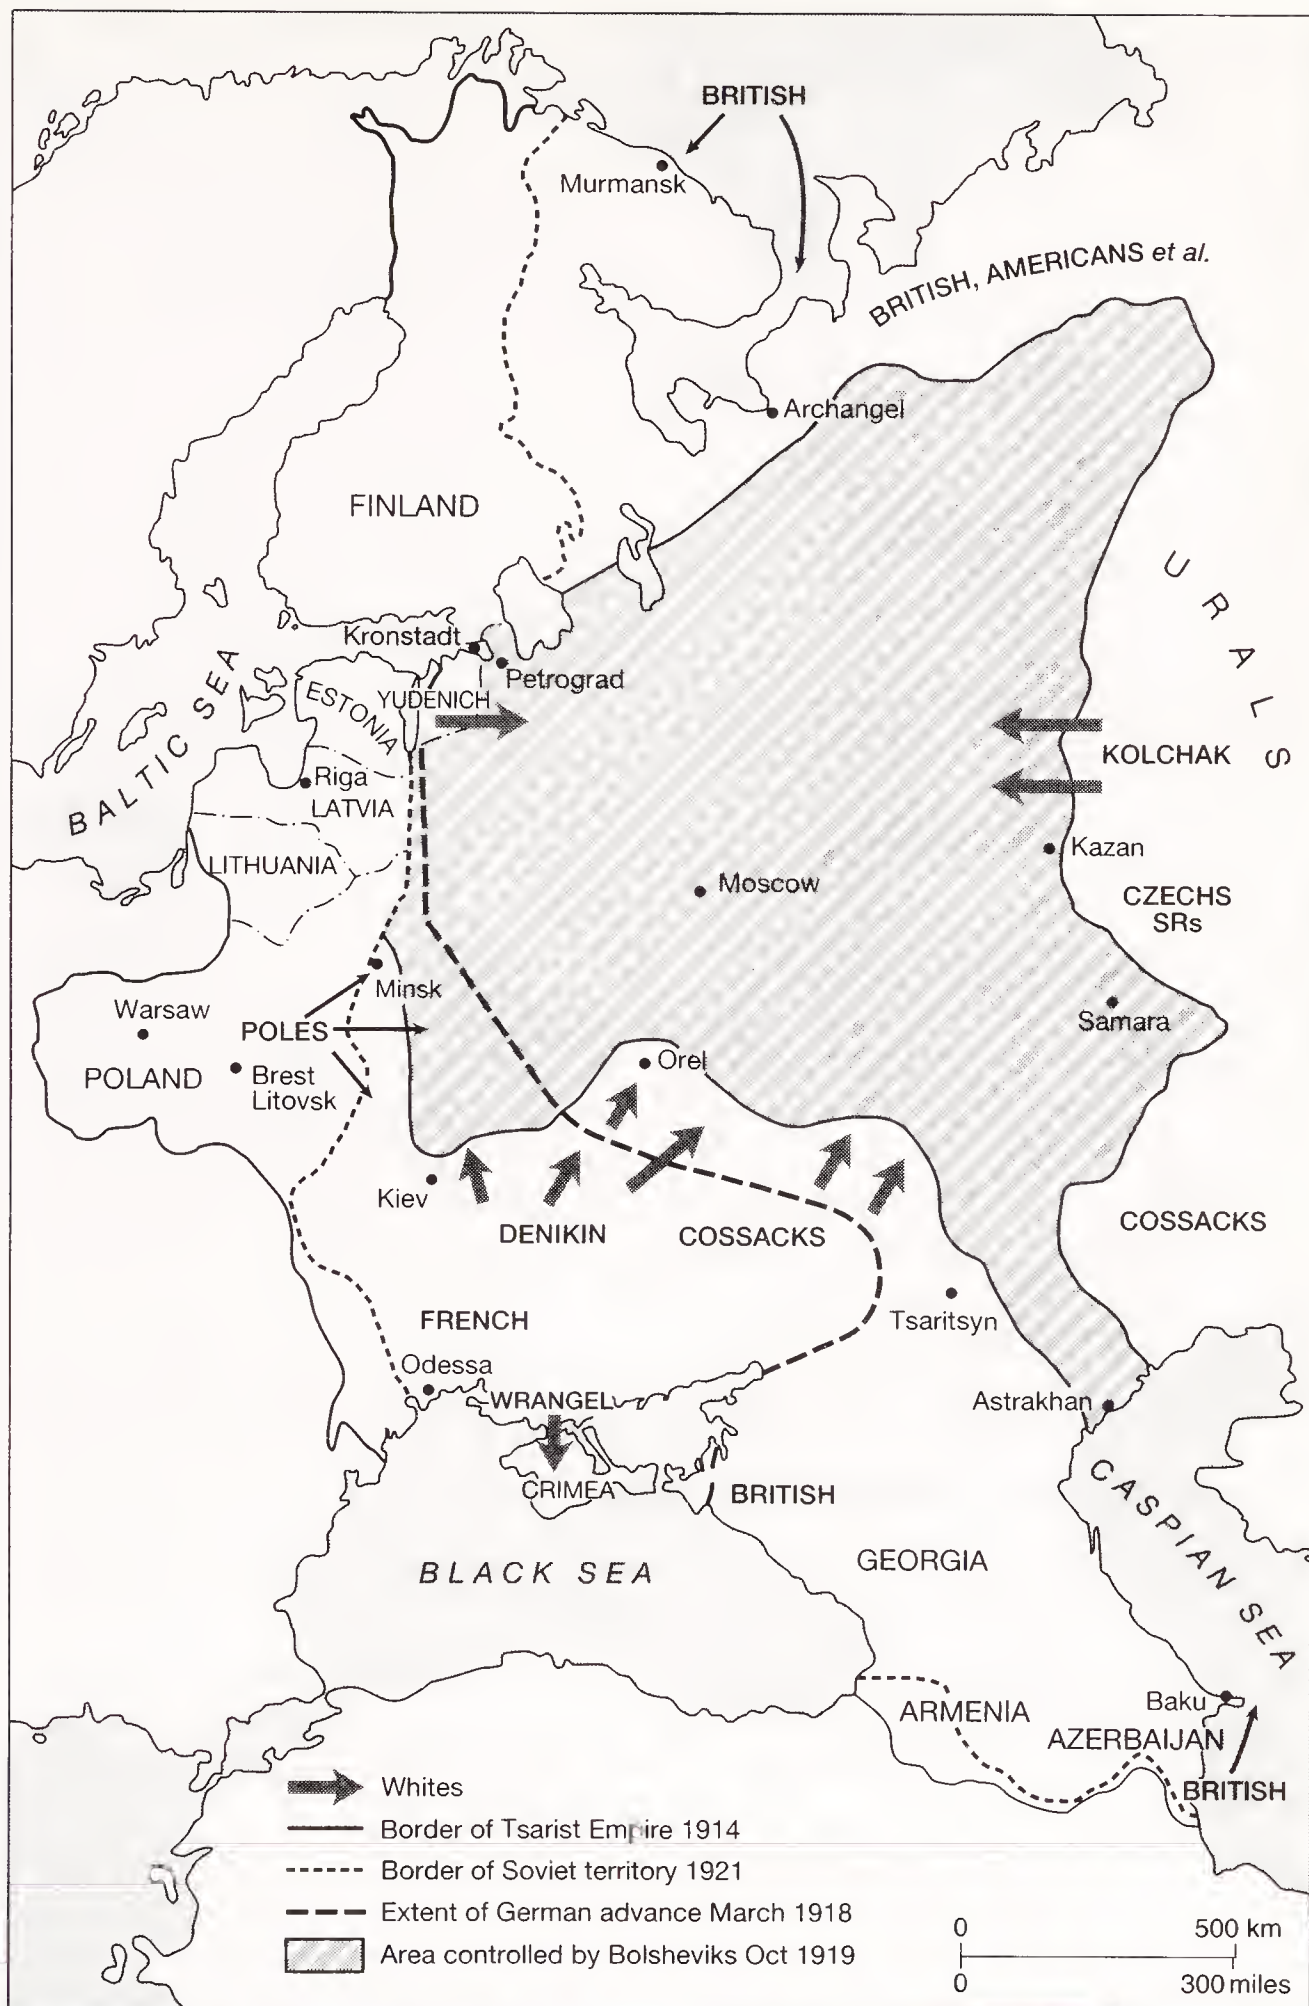 BRITISH
Murmansk
BRITISH, AMERICANS et al.
Archangel
FINLAND
URALS
Kronstadt
Petrograd
BALTIC SEA
ESTONIA
YUDENICH
KOLCHAK
Riga
LATVIA
Kazan
LITHUANIA
Moscow
CZECHS
SRs
Minsk
Warsaw
POLES
Samara
POLAND
Brest
Litovsk
Orel
Kiev
DENIKIN
COSSACKS
COSSACKS
FRENCH
Tsaritsyn
Odessa
WRANGEL
Astrakhan
CRIMEA
BRITISH
CASPIAN SEA
BLACK SEA
GEORGIA
ARMENIA
Baku
AZERBAIJAN
BRITISH
Whites
Border of Tsarist Empire 1914
Border of Soviet territory 1921
Extent of German advance March 1918
Area controlled by Bolsheviks Oct 1919
0 500 km
0 300 miles